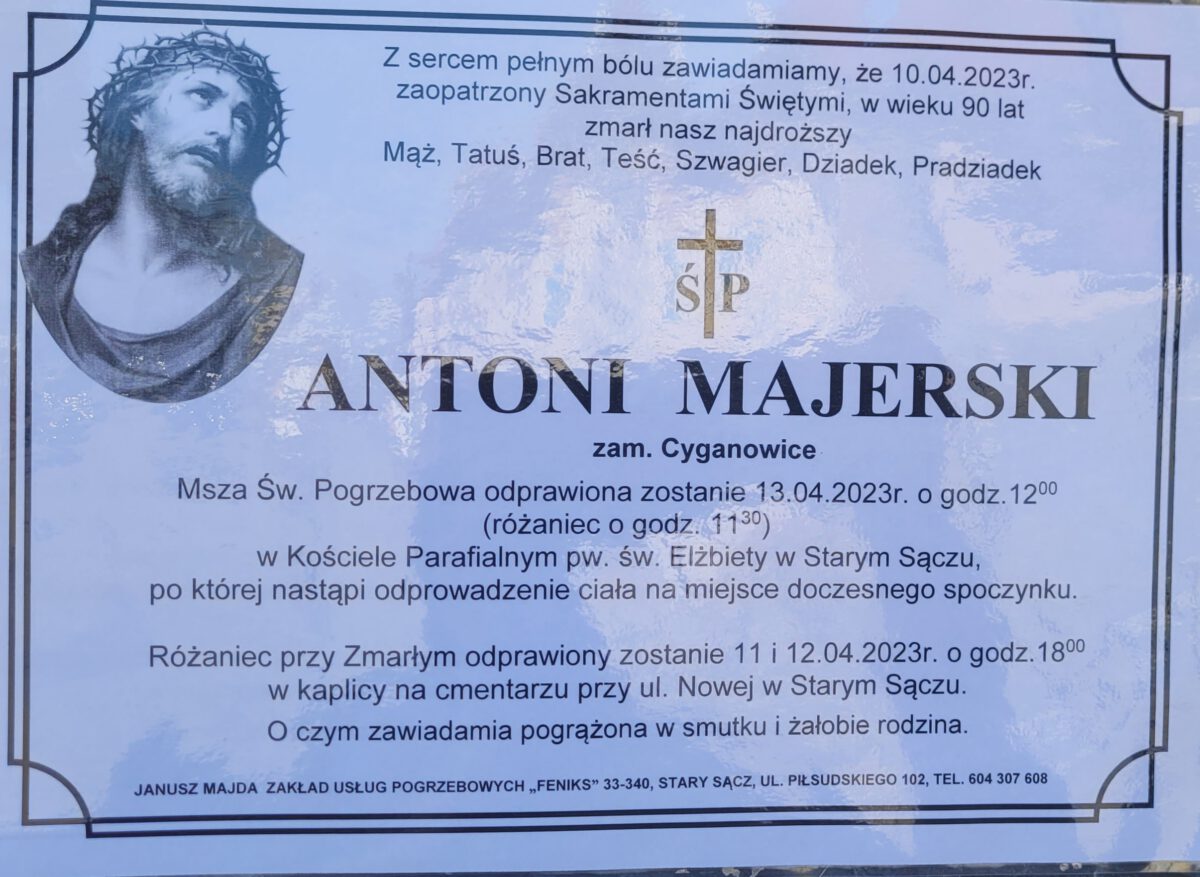 Z sercem pełnym bólu zawiadamiamy, że 10.04.2023r.
zaopatrzony Sakramentami Świętymi, w wieku 90 lat
zmarł nasz najdroższy
Mąż, Tatuś, Brat, Teść, Szwagier, Dziadek, Pradziadek
Ś P
ANTONI MAJERSKI
zam. Cyganowice
Msza Św. Pogrzebowa odprawiona zostanie 13.04.2023r. o godz.12⁰⁰
(różaniec o godz. 11³⁰)
w Kościele Parafialnym pw. św. Elżbiety w Starym Sączu,
po której nastąpi odprowadzenie ciała na miejsce doczesnego spoczynku.
Różaniec przy Zmarłym odprawiony zostanie 11 i 12.04.2023r. o godz.18⁰⁰
w kaplicy na cmentarzu przy ul. Nowej w Starym Sączu.
O czym zawiadamia pogrążona w smutku i żałobie rodzina.
JANUSZ MAJDA ZAKŁAD USŁUG POGRZEBOWYCH „FENIKS” 33-340, STARY SĄCZ, UL. PIŁSUDSKIEGO 102, TEL. 604 307 608